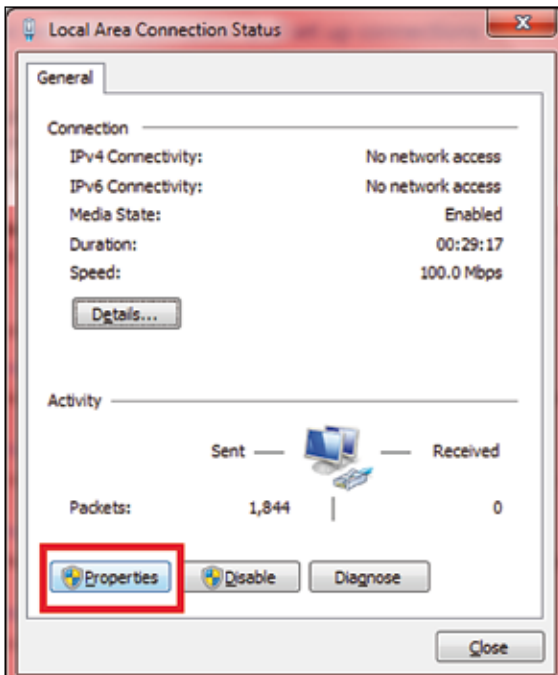 Local Area Connection Status
General
Connection
IPv4 Connectivity: No network access
IPv6 Connectivity: No network access
Media State: Enabled
Duration: 00:29:17
Speed: 100.0 Mbps
Details...
Activity
Sent Received
Packets: 1,844 0
Properties Disable Diagnose
Close